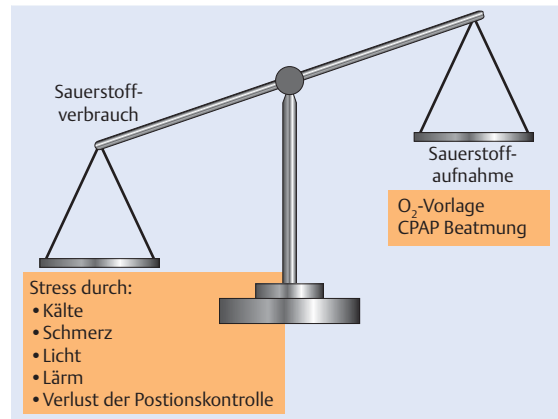 Sauerstoff-
verbrauch
Sauerstoff-
aufnahme
O₂-Vorlage
CPAP Beatmung
Stress durch:
• Kälte
• Schmerz
• Licht
• Lärm
• Verlust der Postionskontrolle